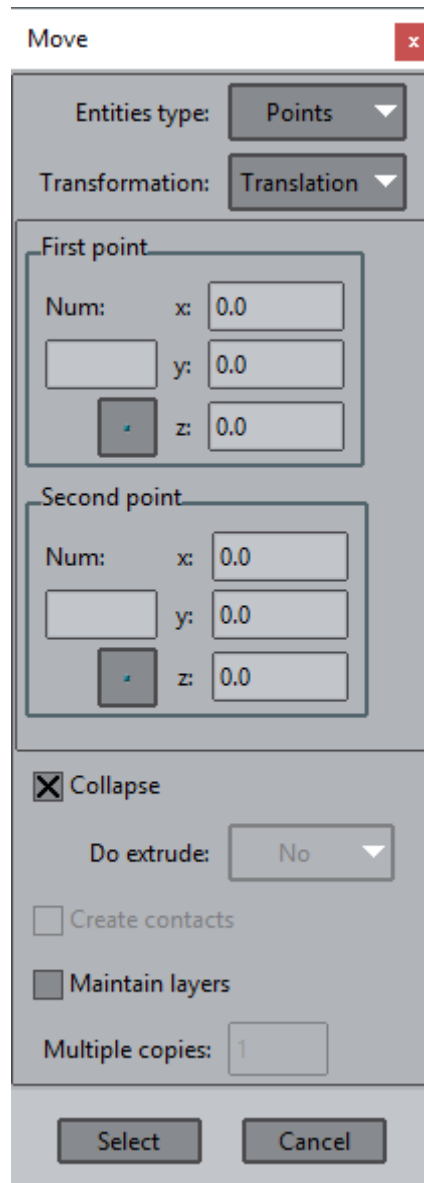 Move
x
Entities type: Points
Transformation: Translation
First point
Num: x: 0.0
y: 0.0
z: 0.0
Second point
Num: x: 0.0
y: 0.0
z: 0.0
Collapse
Do extrude: No
Create contacts
Maintain layers
Multiple copies: 1
Select Cancel